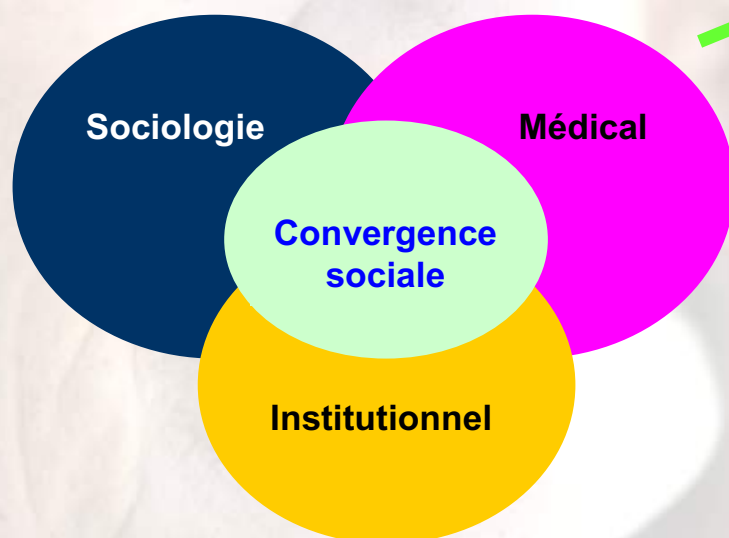 Sociologie
Médical
Convergence
sociale
Institutionnel